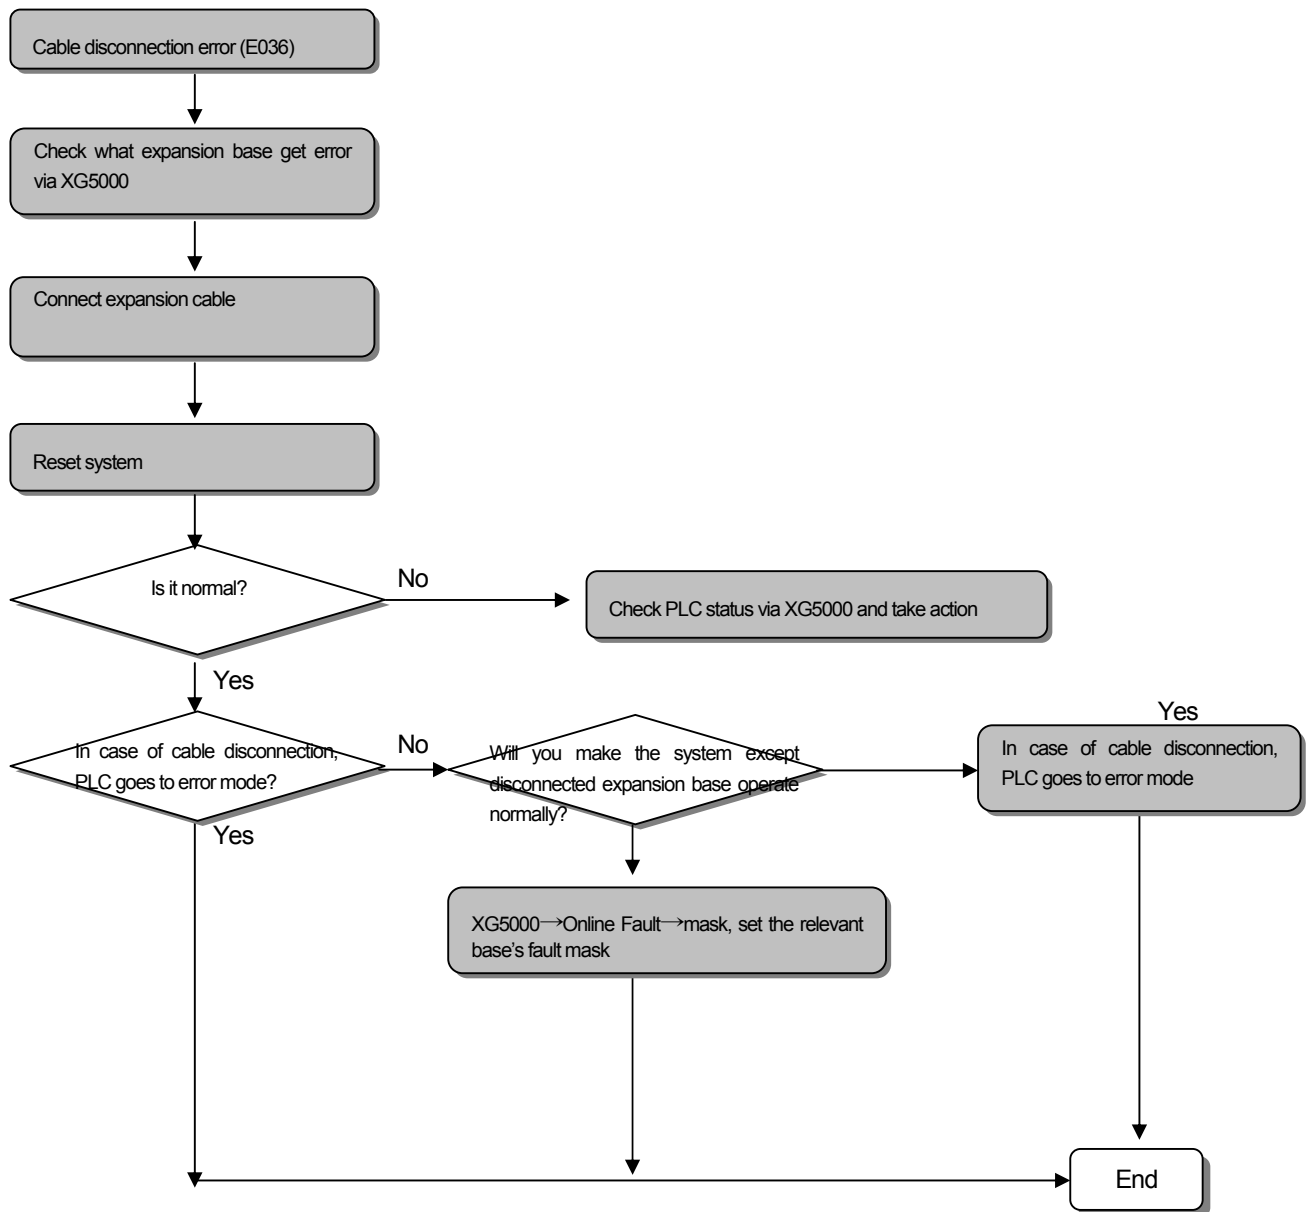 Cable disconnection error (E036)
Check what expansion base get error
via XG5000
Connect expansion cable
Reset system
Is it normal?
No
Check PLC status via XG5000 and take action
Yes
In case of cable disconnection,
PLC goes to error mode?
No
Will you make the system except
disconnected expansion base operate
normally?
Yes
In case of cable disconnection,
PLC goes to error mode
Yes
XG5000→Online Fault→mask, set the relevant
base's fault mask
End